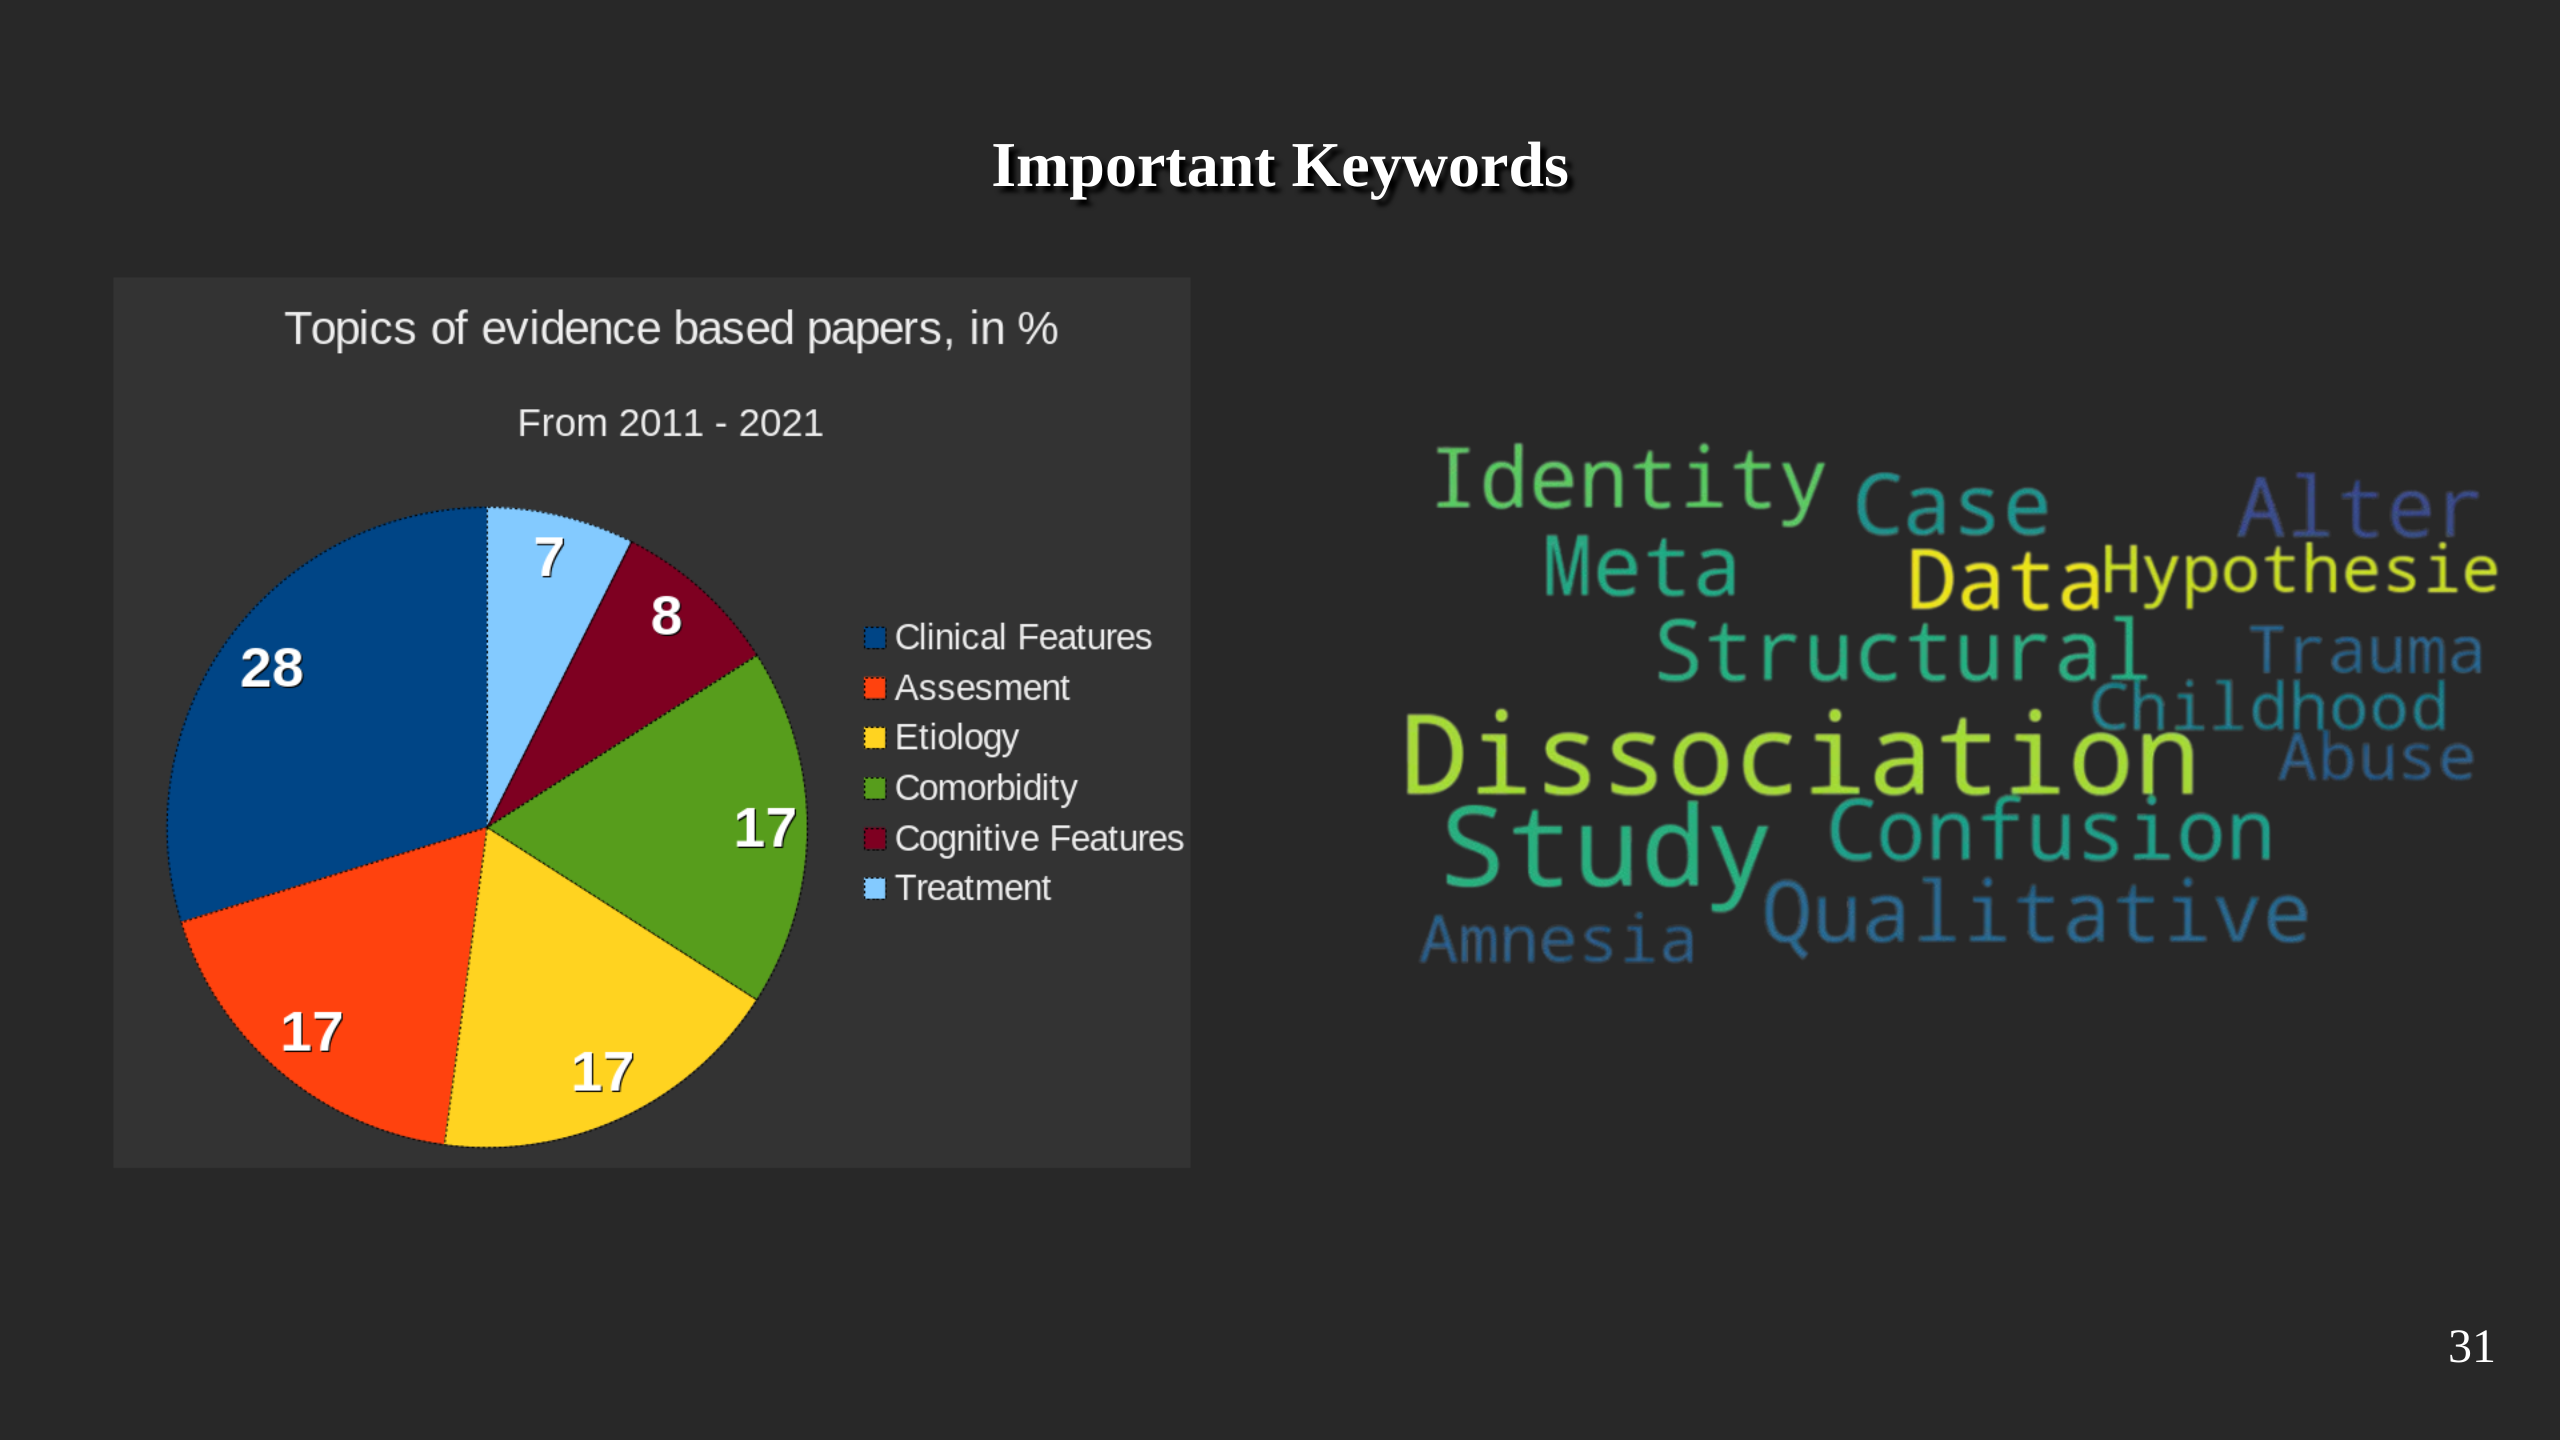 Important Keywords
Topics of evidence based papers, in %
From 2011 - 2021
7
8
28
17
17
17
Clinical Features
Assesment
Etiology
Comorbidity
Cognitive Features
Treatment
Identity
Case
Alter
Meta
Data
Hypothesie
Structural
Trauma
Childhood
Dissociation
Abuse
Study
Confusion
Qualitative
Amnesia
31